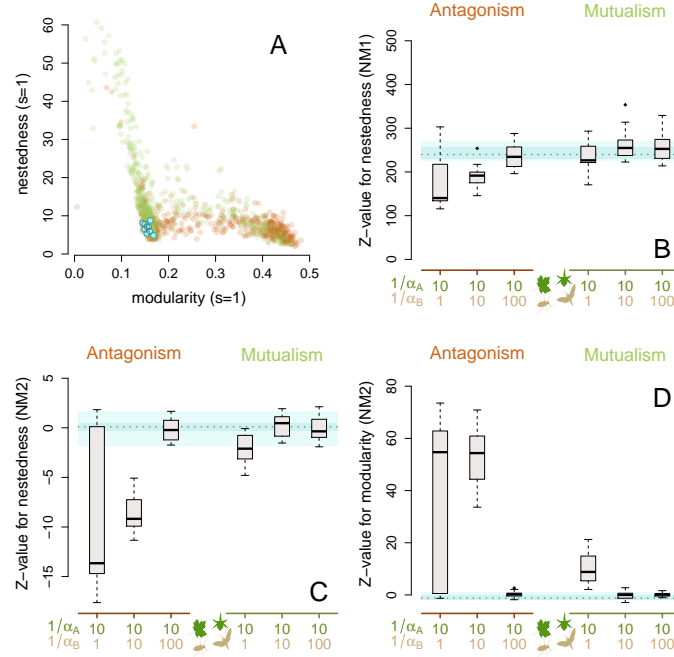 A
nestedness (s=1)
0 10 20 30 40 50 60
0.0 0.1 0.2 0.3 0.4 0.5
modularity (s=1)
Antagonism Mutualism
Z-value for nestedness (NM1)
0 100 200 300 400 500
B
1/αA 10 10 10 10 10 10
1/αB 1 10 100 1 10 100
Antagonism Mutualism
Z-value for nestedness (NM2)
−15 −10 −5 0 5
C
1/αA 10 10 10 10 10 10
1/αB 1 10 100 1 10 100
Antagonism Mutualism
D
Z-value for modularity (NM2)
0 20 40 60 80
1/αA 10 10 10 10 10 10
1/αB 1 10 100 1 10 100